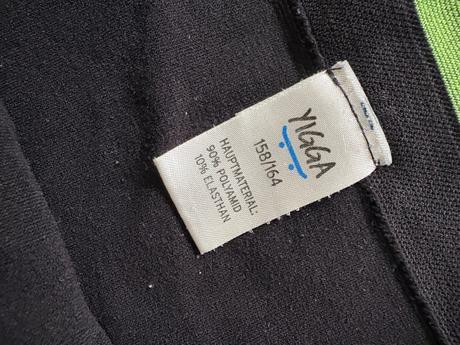 YIGGA
158/164
HAUPTMATERIAL:
90% POLYAMID
10% ELASTHAN